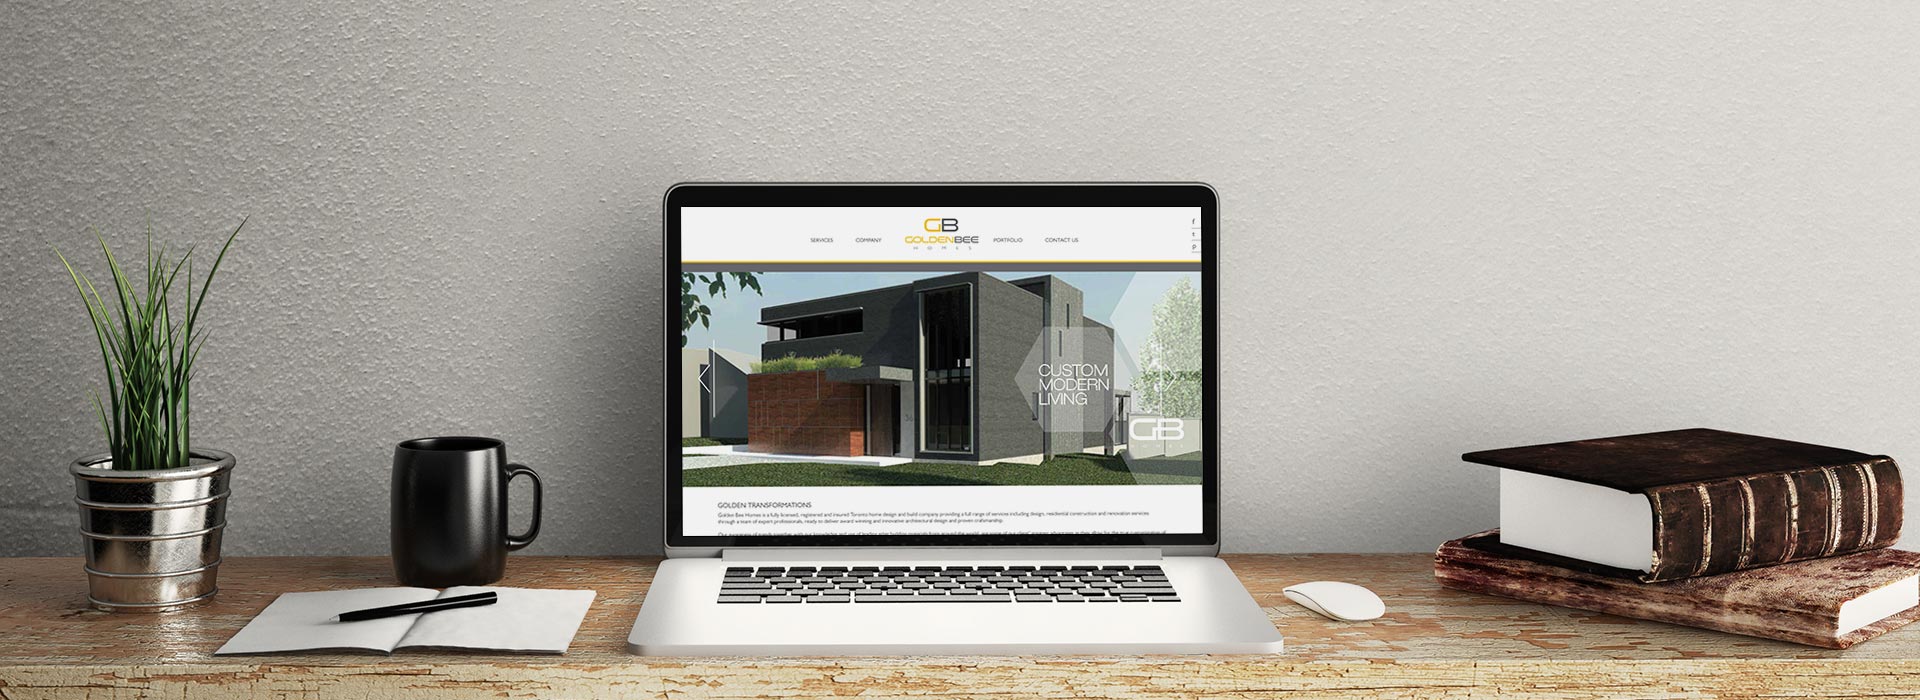 GB
SERVICES COMPANY GOLDENBEE PORTFOLIO CONTACT US
HOMES
f
t
p
CUSTOM
MODERN
LIVING
GB
GOLDEN TRANSFORMATIONS
Golden Bee Homes is a fully licensed, registered and insured Toronto home design and build company providing a full range of services including design, residential construction and renovation services
through a team of expert professionals, ready to deliver award winning and innovative architectural design and proven craftsmanship.